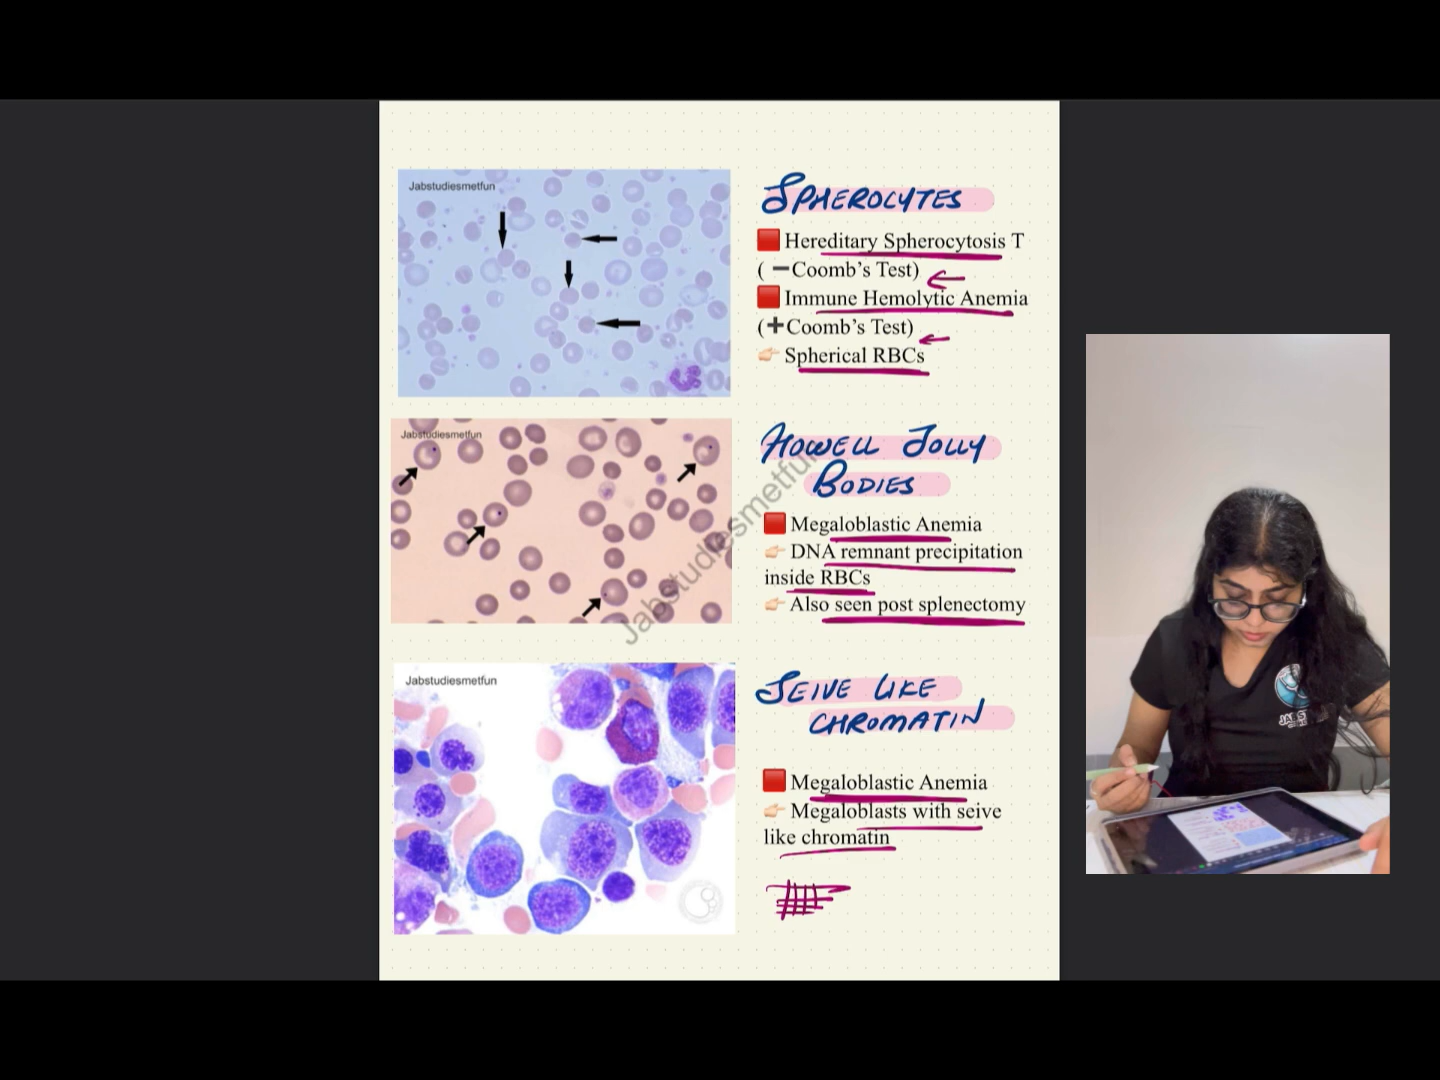 Jabstudiesmetfun
SPHEROCYTES
🟥 Hereditary Spherocytosis T
( ➖Coomb's Test)
🟥 Immune Hemolytic Anemia
(➕Coomb's Test)
👉🏻 Spherical RBCs
Jabstudiesmetfun
HOWELL JOLLY
BODIES
🟥 Megaloblastic Anemia
👉🏻 DNA remnant precipitation
inside RBCs
👉🏻 Also seen post splenectomy
Jabstudiesmetfun
Jabstudiesmetfun
SEIVE LIKE
CHROMATIN
🟥 Megaloblastic Anemia
👉🏻 Megaloblasts with seive
like chromatin